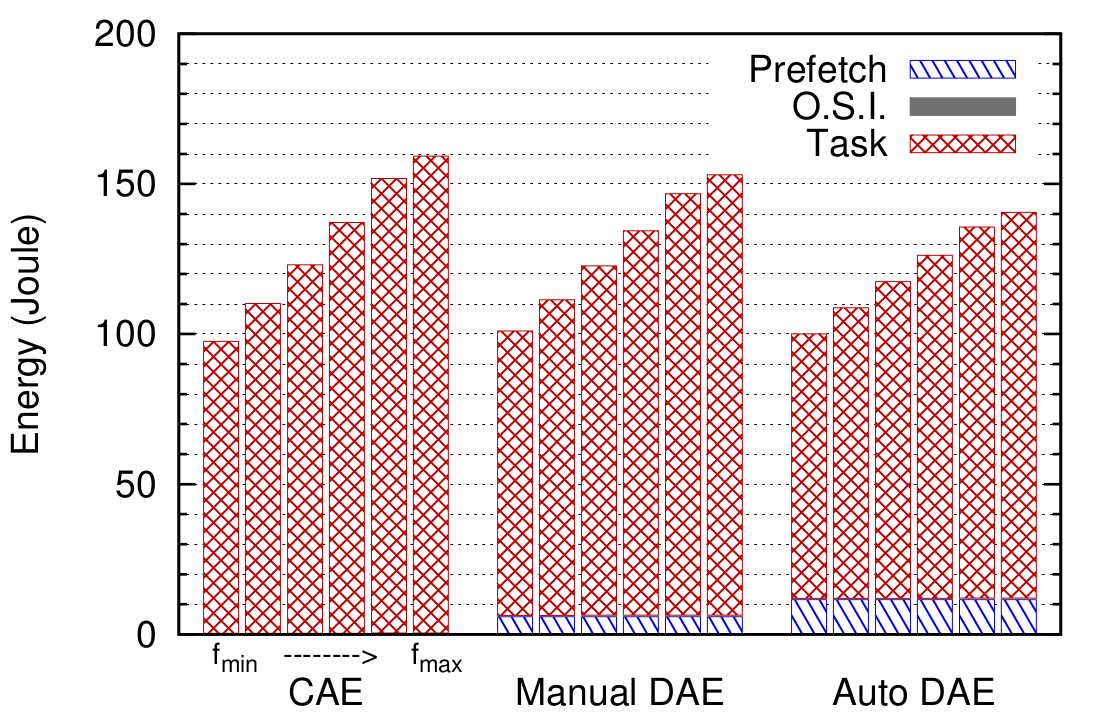 200
150
100
50
0
Energy (Joule)
Prefetch
O.S.I.
Task
fmin --------> fmax
CAE Manual DAE Auto DAE